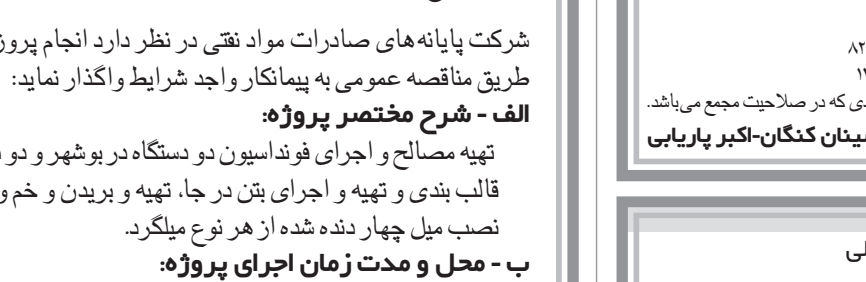 شرکت پایانه‌های صادرات مواد نفتی در نظر دارد انجام
طریق مناقصه عمومی به پیمانکار واجد شرایط واگذار نماید:
الف - شرح مختصر پروژه:
تهیه مصالح و اجرای فونداسیون دو دستگاه در بوشهر و دو
قالب بندی و تهیه و اجرای بتن در جا، تهیه و بریدن و خم و
نصب میل چهار دنده شده از هر نوع میلگرد.
ب - محل و مدت زمان اجرای پروژه:
که در صلاحیت مجمع می‌باشد.
کنگان-اکبر پاریابی